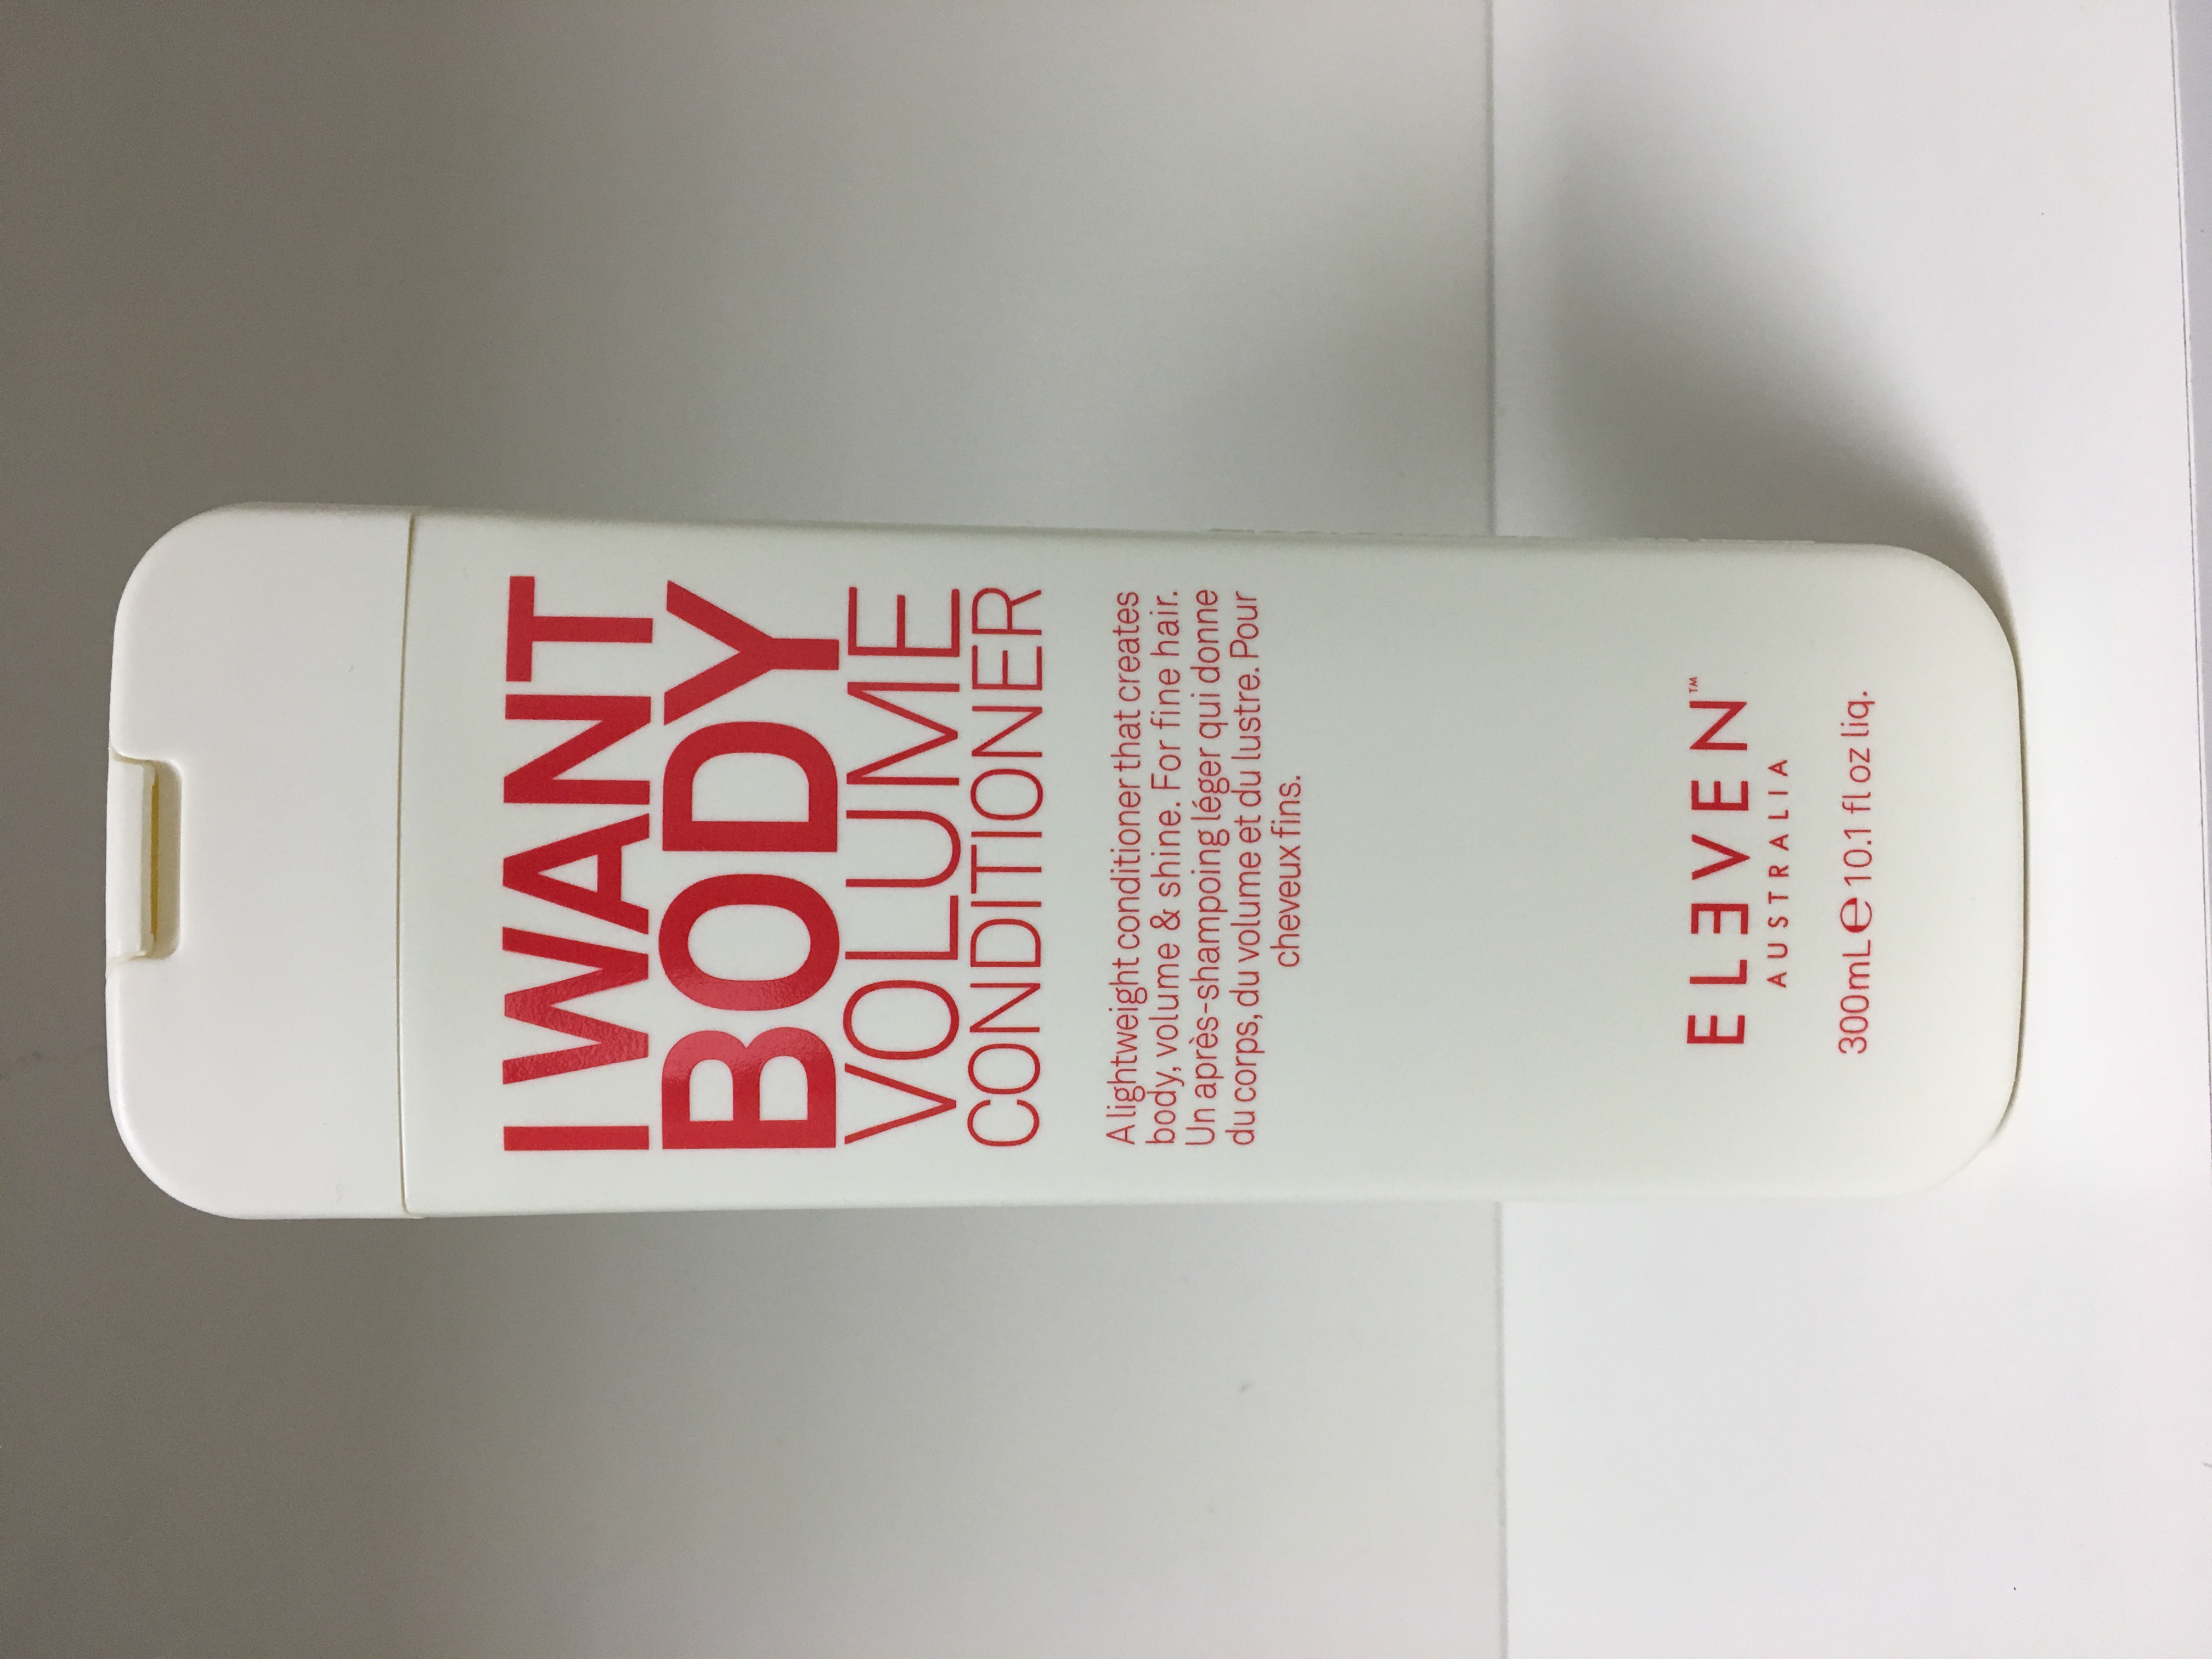 I WANT
BODY
VOLUME
CONDITIONER
A lightweight conditioner that creates
body, volume & shine. For fine hair.
Un après-shampoing léger qui donne
du corps, du volume et du lustre. Pour
cheveux fins.
ELEVEN™
AUSTRALIA
300mL ℮ 10.1 fl oz liq.